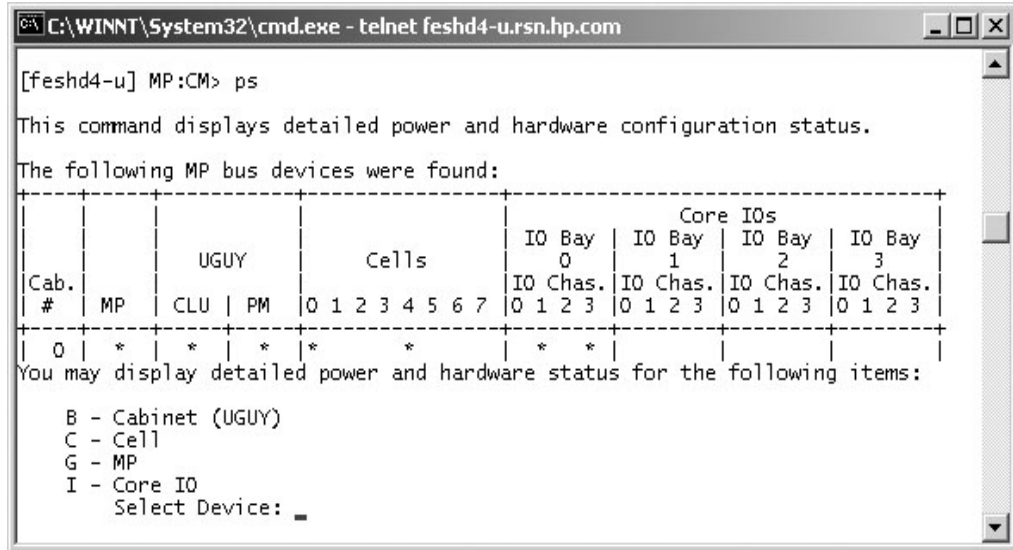 C:\WINNT\System32\cmd.exe - telnet feshd4-u.rsn.hp.com
[feshd4-u] MP:CM> ps
This command displays detailed power and hardware configuration status.
The following MP bus devices were found:
+----+-----+-----------+----------------+---------------------------------------------------+
|    |     |           |                |                    Core IOs                       |
|    |     |           |                | IO Bay | IO Bay | IO Bay | IO Bay |
|    |     |   UGUY    |     Cells      |   0    |   1    |   2    |   3    |
|Cab.|     |           |                |IO Chas.|IO Chas.|IO Chas.|IO Chas.|
| #  | MP  | CLU | PM  |0 1 2 3 4 5 6 7 |0 1 2 3 |0 1 2 3 |0 1 2 3 |0 1 2 3 |
+----+-----+-----+-----+----------------+--------+--------+--------+--------+
| 0  |  *  |  *  |  *  |*       *       |  *   * |        |        |        |
You may display detailed power and hardware status for the following items:
B - Cabinet (UGUY)
C - Cell
G - MP
I - Core IO
Select Device: _